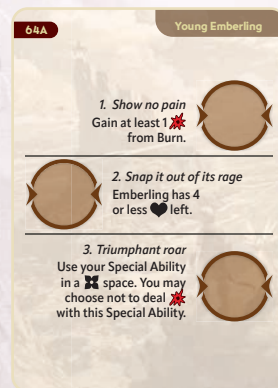 64A
Young Emberling
1. Show no pain
Gain at least 1
from Burn.
2. Snap it out of its rage
Emberling has 4
or less left.
3. Triumphant roar
Use your Special Ability
in a space. You may
choose not to deal
with this Special Ability.